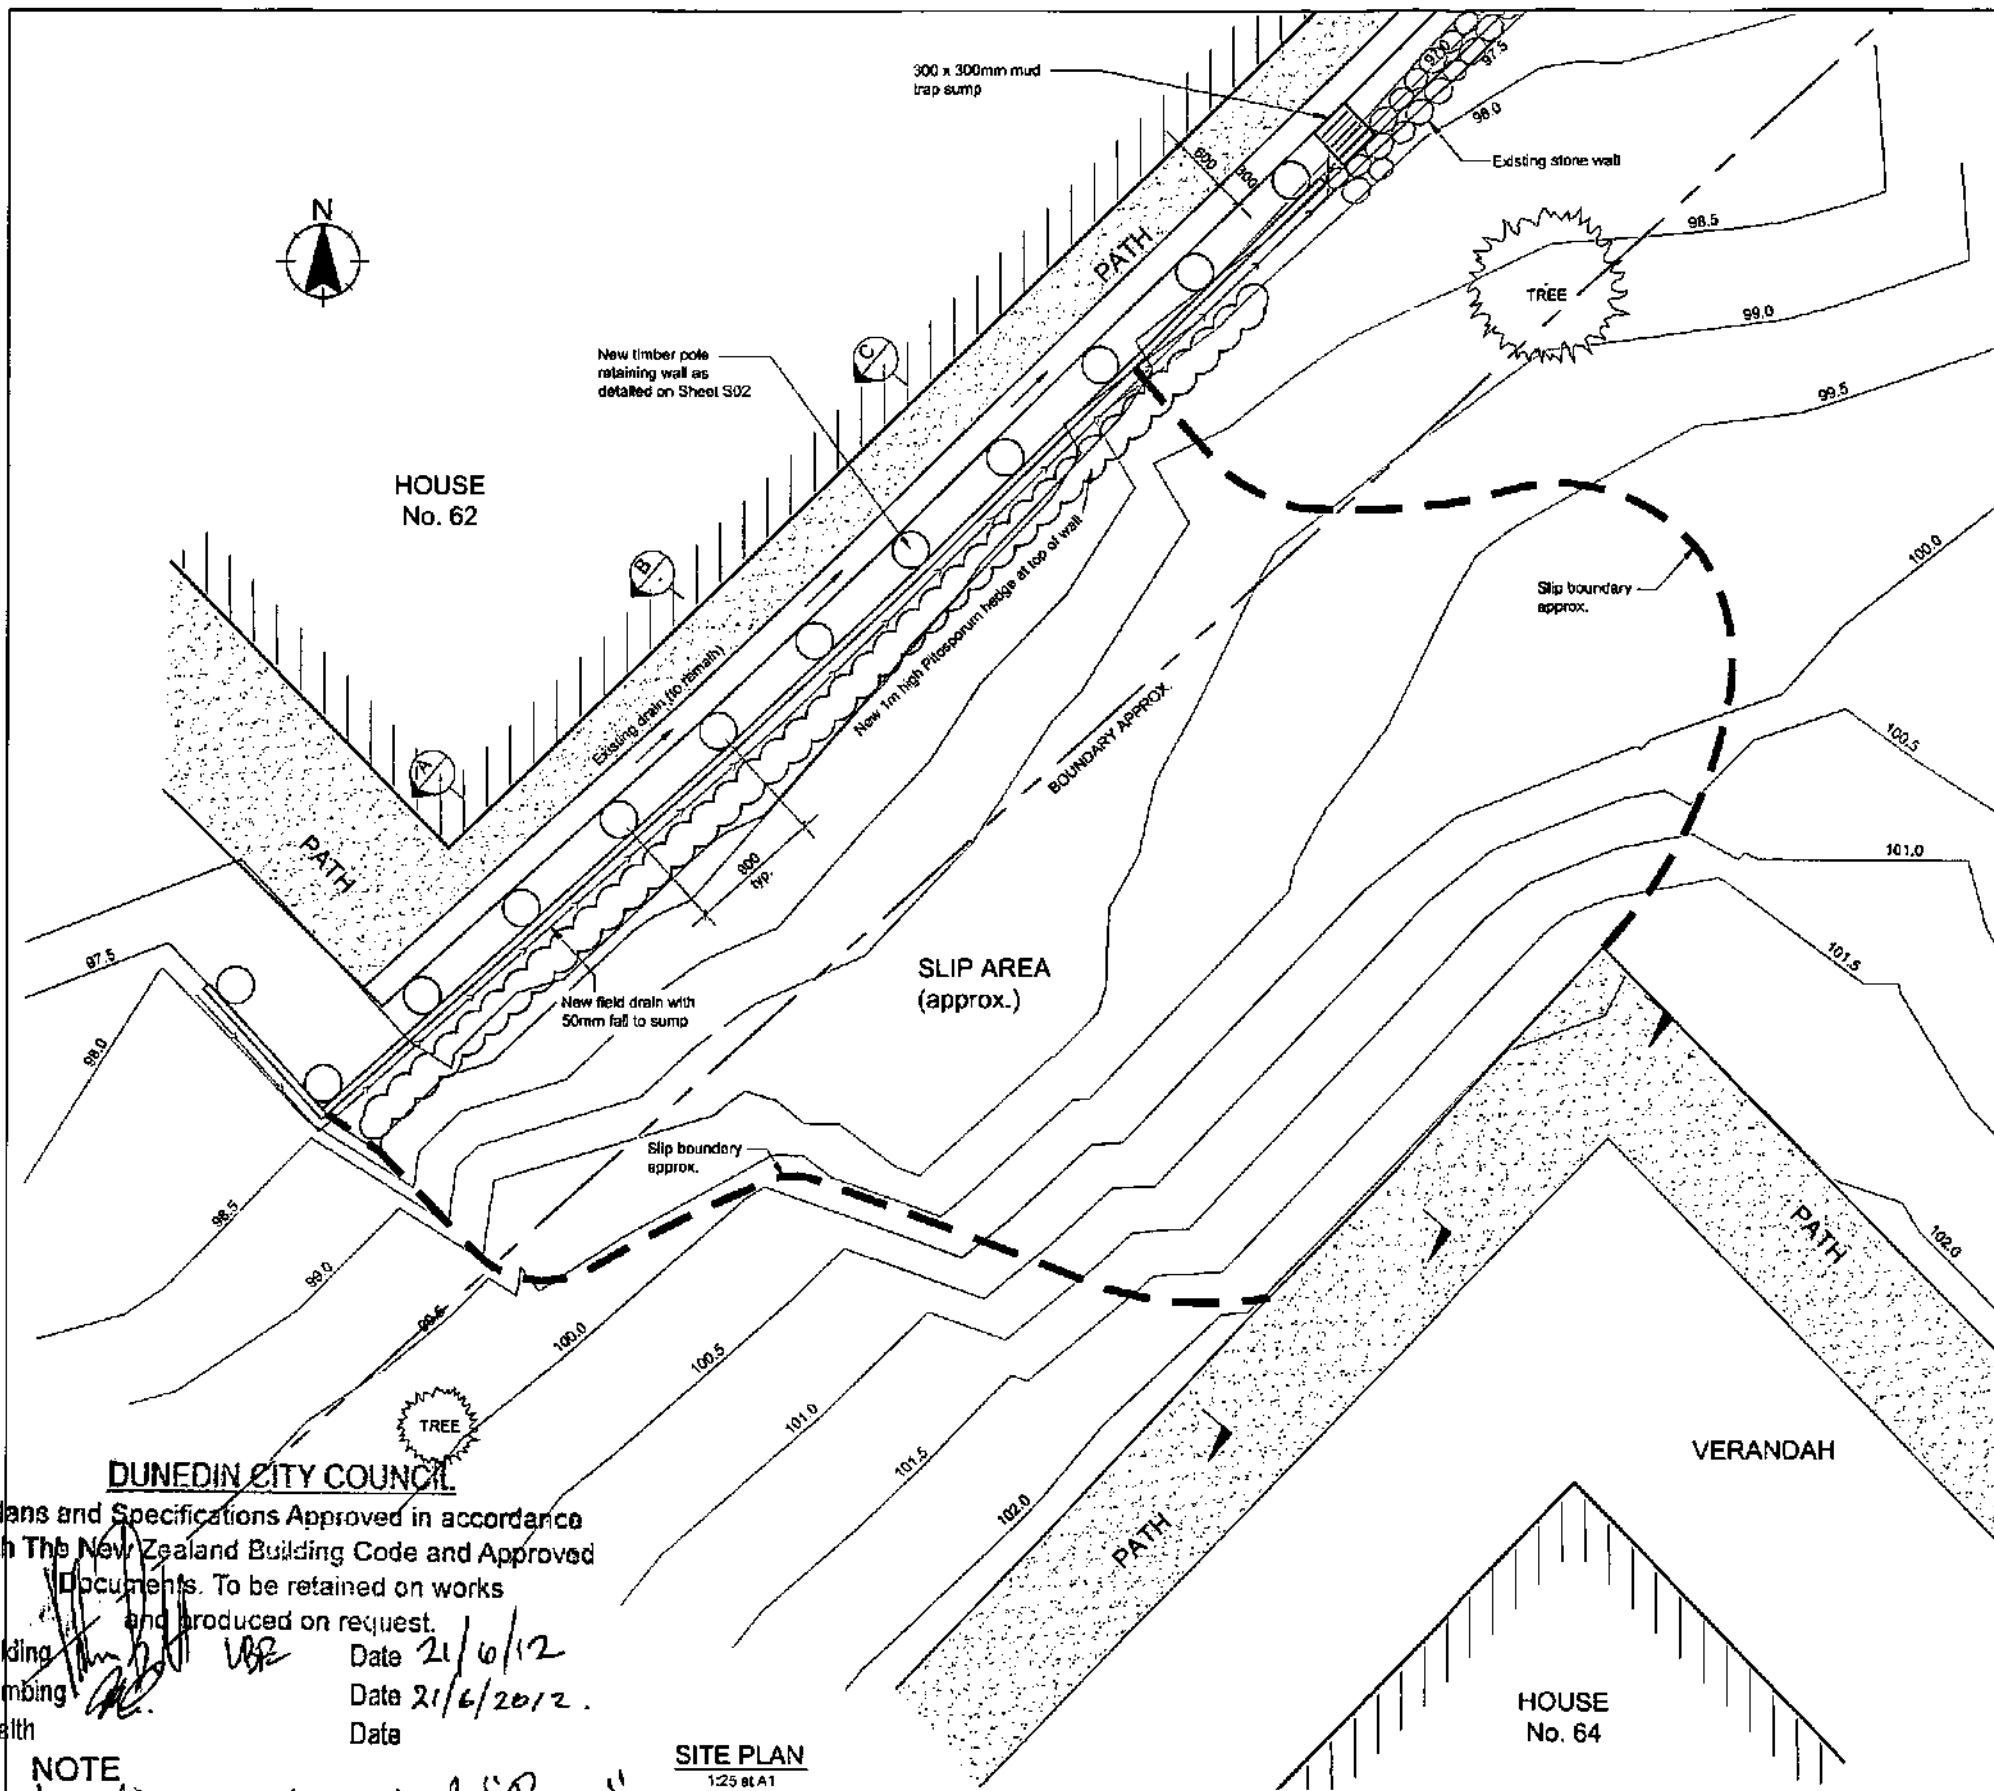 300 x 300mm mud
trap sump
97.0
97.5
98.0
Existing stone wall
600
300
PATH
N
98.5
TREE
99.0
New timber pole
retaining wall as
detailed on Sheet S02
C
99.5
HOUSE
No. 62
B
New 1m high Pitosporum hedge at top of wall
Slip boundary
approx.
100.0
Existing drain (to remain)
BOUNDARY APPROX.
100.5
A
PATH
900
typ.
101.0
97.5
SLIP AREA
(approx.)
101.5
New field drain with
50mm fall to sump
98.0
Slip boundary
approx.
98.5
PATH
102.0
99.0
99.5
100.0
100.5
TREE
101.0
101.5
VERANDAH
102.0
PATH
DUNEDIN CITY COUNCIL
lans and Specifications Approved in accordance
h The New Zealand Building Code and Approved
Documents. To be retained on works
and produced on request.
lding Date 21/6/12
mbing Date 21/6/2012.
alth Date
HOUSE
No. 64
NOTE
SITE PLAN
1:25 at A1